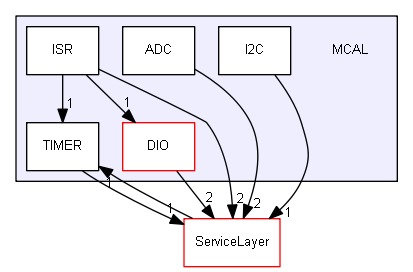 ISR
ADC
I2C
MCAL
1
1
TIMER
DIO
1
1
2
2
2
1
ServiceLayer